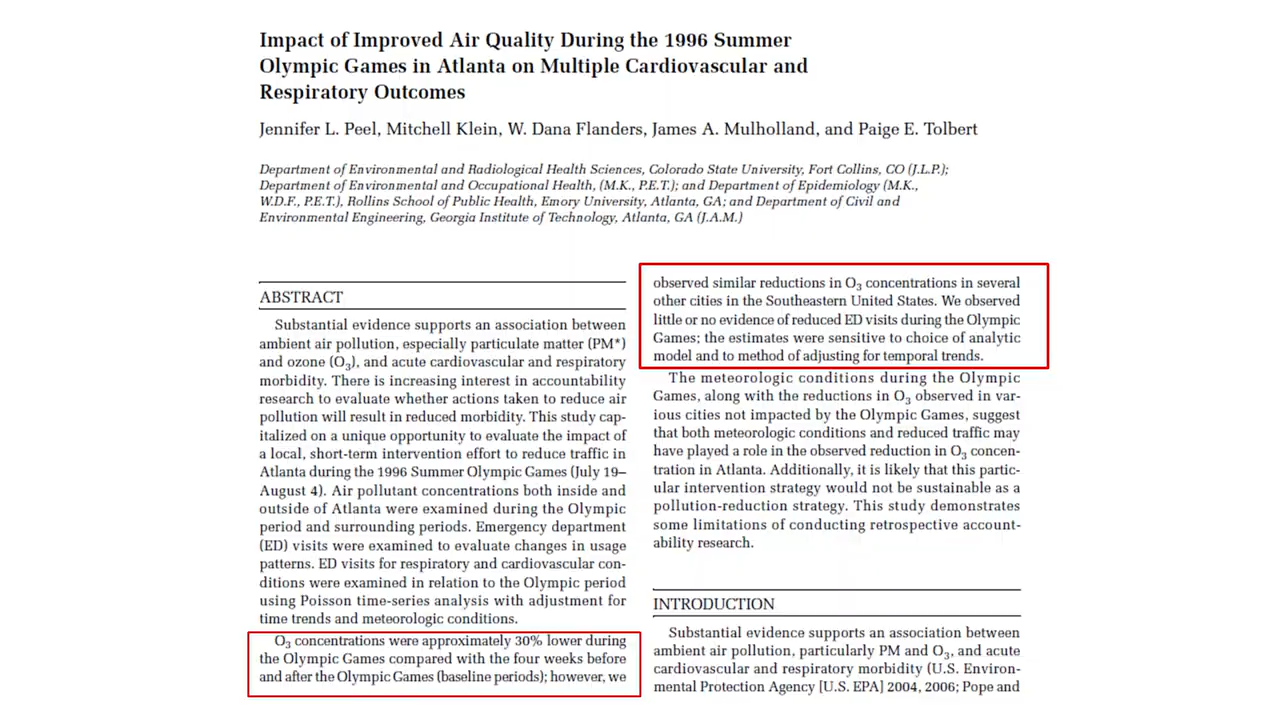 Impact of Improved Air Quality During the 1996 Summer
Olympic Games in Atlanta on Multiple Cardiovascular and
Respiratory Outcomes
Jennifer L. Peel, Mitchell Klein, W. Dana Flanders, James A. Mulholland, and Paige E. Tolbert
Department of Environmental and Radiological Health Sciences, Colorado State University, Fort Collins, CO (J.L.P.);
Department of Environmental and Occupational Health, (M.K., P.E.T.); and Department of Epidemiology (M.K.,
W.D.F., P.E.T.), Rollins School of Public Health, Emory University, Atlanta, GA; and Department of Civil and
Environmental Engineering, Georgia Institute of Technology, Atlanta, GA (J.A.M.)
ABSTRACT
Substantial evidence supports an association between
ambient air pollution, especially particulate matter (PM*)
and ozone (O₃), and acute cardiovascular and respiratory
morbidity. There is increasing interest in accountability
research to evaluate whether actions taken to reduce air
pollution will result in reduced morbidity. This study cap-
italized on a unique opportunity to evaluate the impact of
a local, short-term intervention effort to reduce traffic in
Atlanta during the 1996 Summer Olympic Games (July 19–
August 4). Air pollutant concentrations both inside and
outside of Atlanta were examined during the Olympic
period and surrounding periods. Emergency department
(ED) visits were examined to evaluate changes in usage
patterns. ED visits for respiratory and cardiovascular con-
ditions were examined in relation to the Olympic period
using Poisson time-series analysis with adjustment for
time trends and meteorologic conditions.
O₃ concentrations were approximately 30% lower during
the Olympic Games compared with the four weeks before
and after the Olympic Games (baseline periods); however, we
observed similar reductions in O₃ concentrations in several
other cities in the Southeastern United States. We observed
little or no evidence of reduced ED visits during the Olympic
Games; the estimates were sensitive to choice of analytic
model and to method of adjusting for temporal trends.
The meteorologic conditions during the Olympic
Games, along with the reductions in O₃ observed in var-
ious cities not impacted by the Olympic Games, suggest
that both meteorologic conditions and reduced traffic may
have played a role in the observed reduction in O₃ concen-
tration in Atlanta. Additionally, it is likely that this partic-
ular intervention strategy would not be sustainable as a
pollution-reduction strategy. This study demonstrates
some limitations of conducting retrospective account-
ability research.
INTRODUCTION
Substantial evidence supports an association between
ambient air pollution, particularly PM and O₃, and acute
cardiovascular and respiratory morbidity (U.S. Environ-
mental Protection Agency [U.S. EPA] 2004, 2006; Pope and